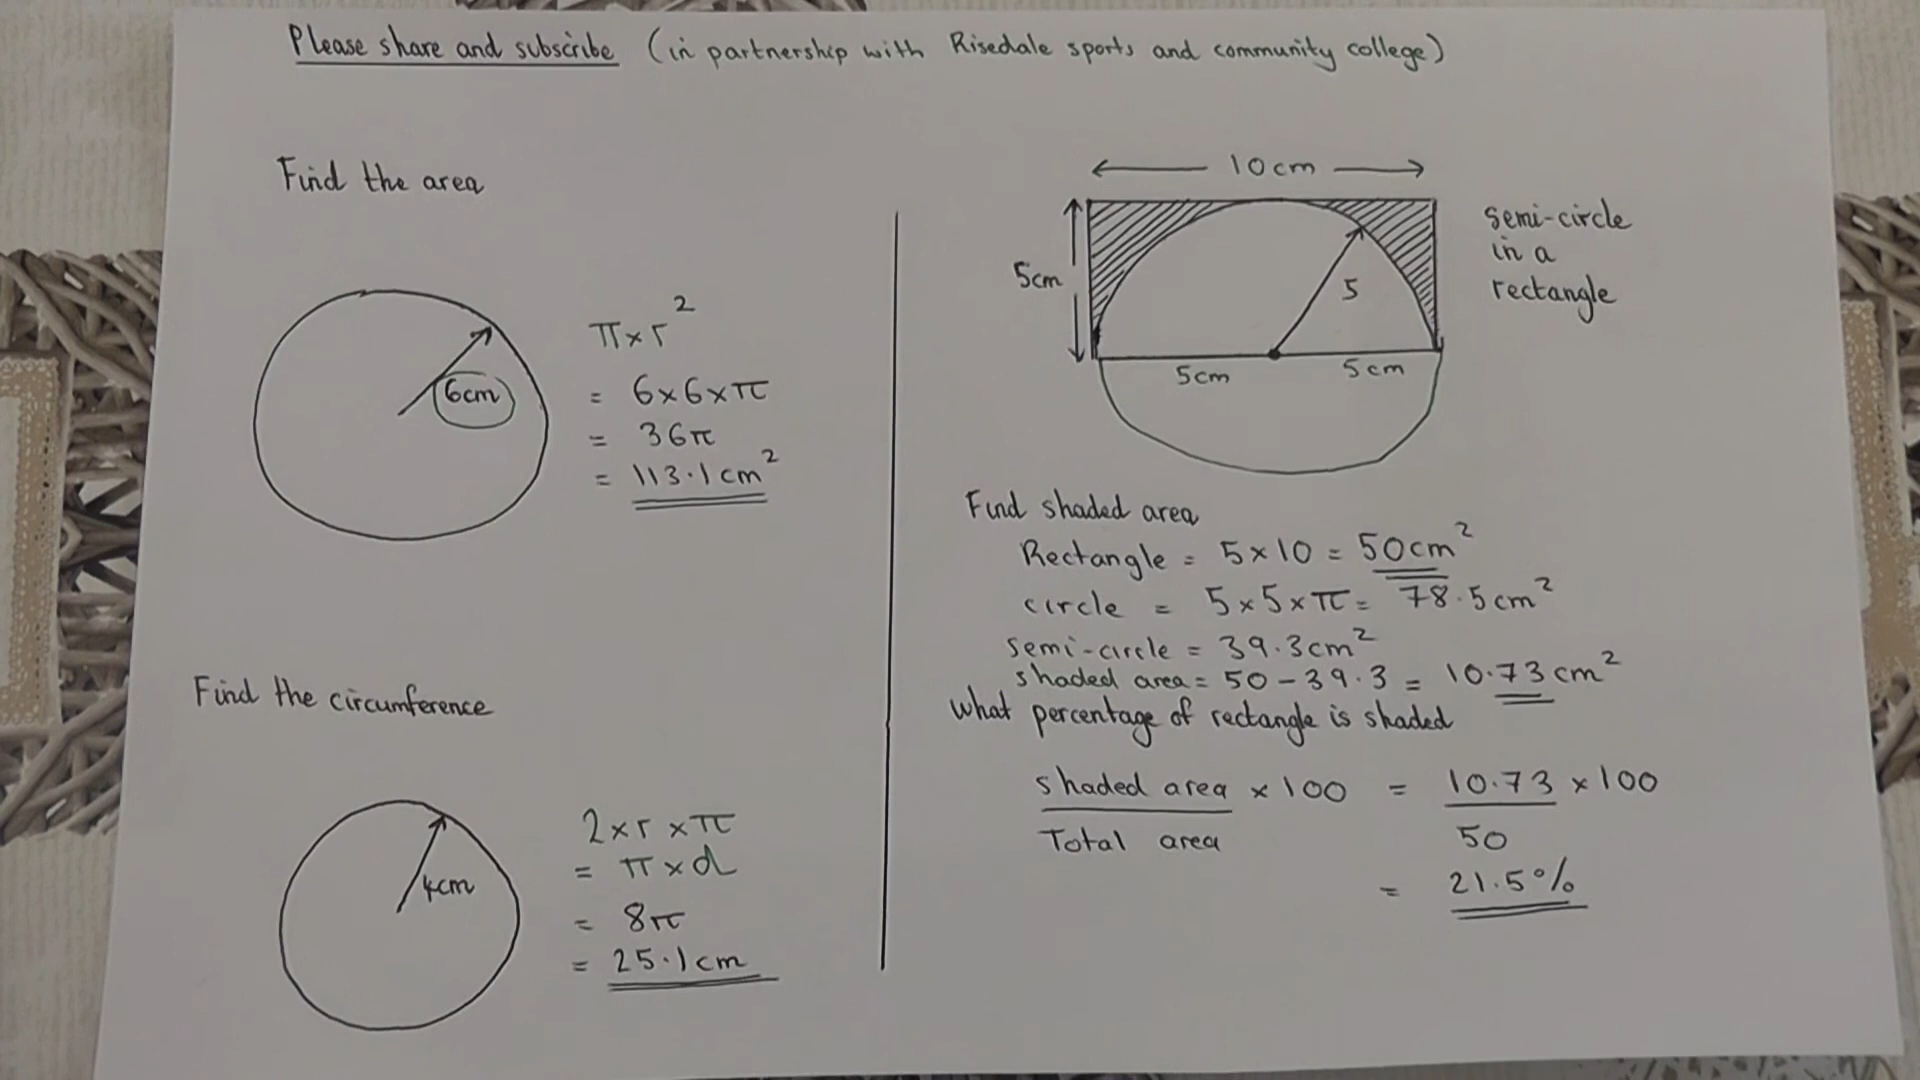 Please share and subscribe (in partnership with Risedale sports and community college)
Find the area
6cm
π×r²
= 6×6×π
= 36π
= 113.1cm²
Find the circumference
4cm
2×r×π
= π×d
= 8π
= 25.1cm
10cm
5cm
5
5cm
5cm
semi-circle
in a
rectangle
Find shaded area
Rectangle = 5×10 = 50cm²
circle = 5×5×π = 78.5cm²
semi-circle = 39.3cm²
shaded area = 50-39.3 = 10.73cm²
What percentage of rectangle is shaded
shaded area × 100 = 10.73 × 100
Total area 50
= 21.5%